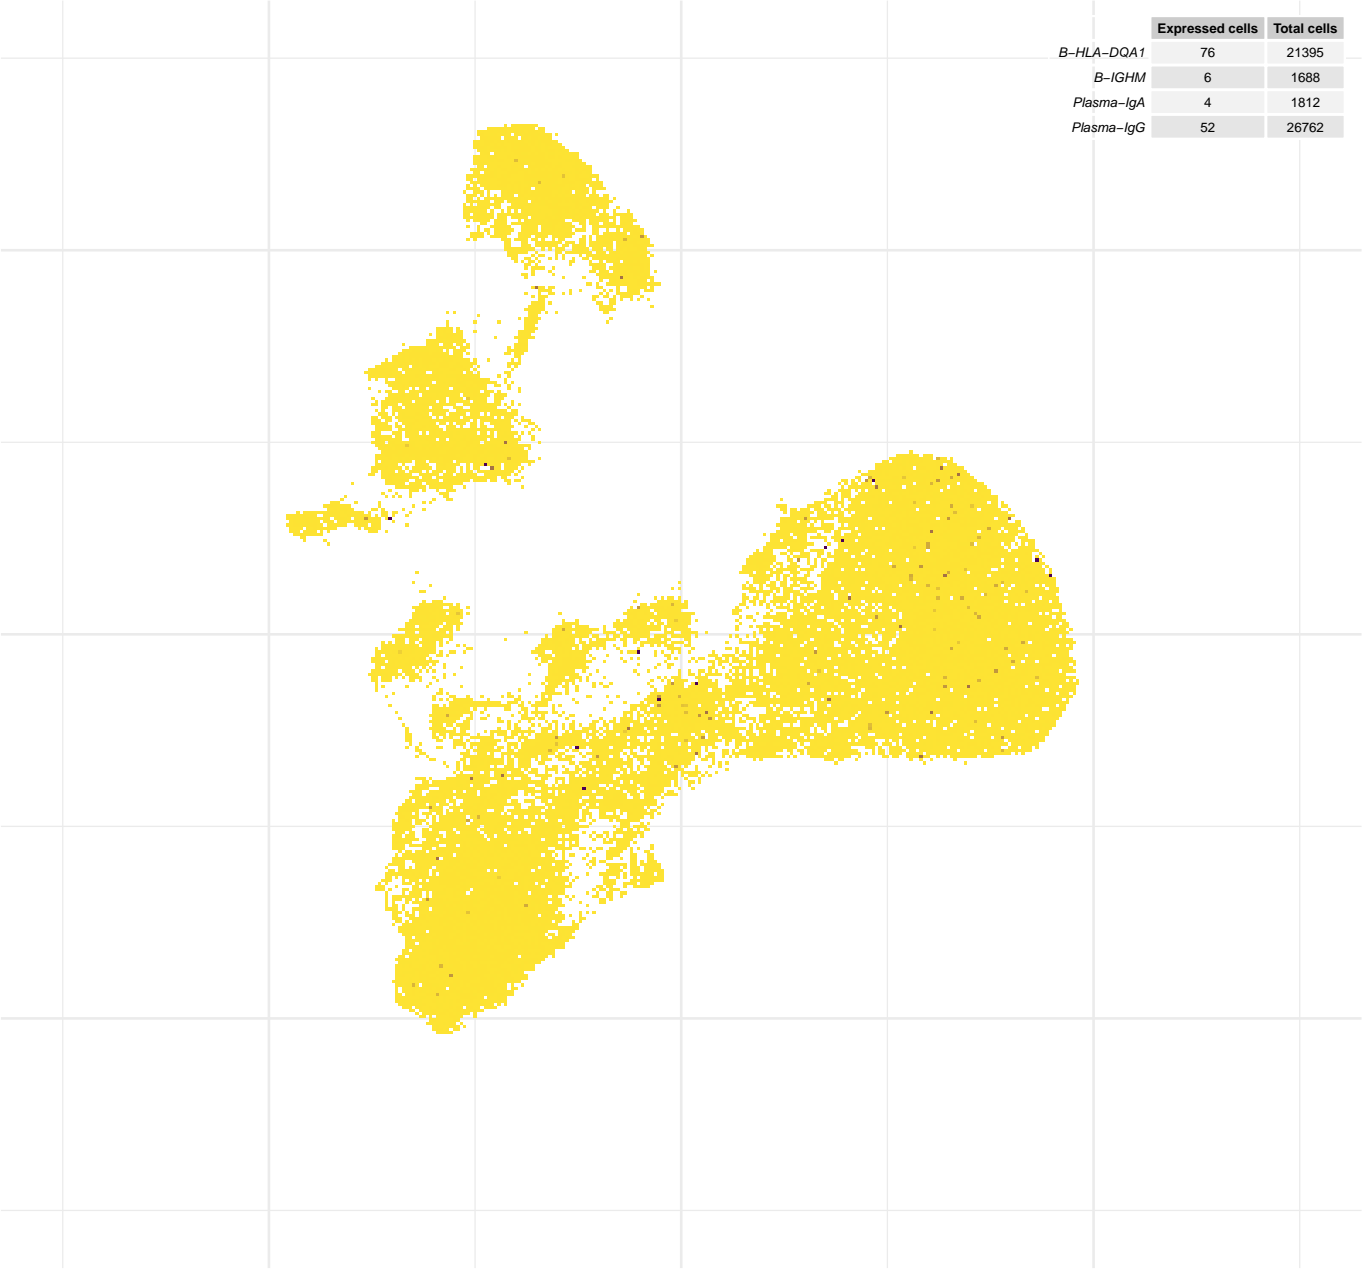 Expressed cells Total cells
B−HLA−DQA1 76 21395
B−IGHM 6 1688
Plasma−IgA 4 1812
Plasma−IgG 52 26762